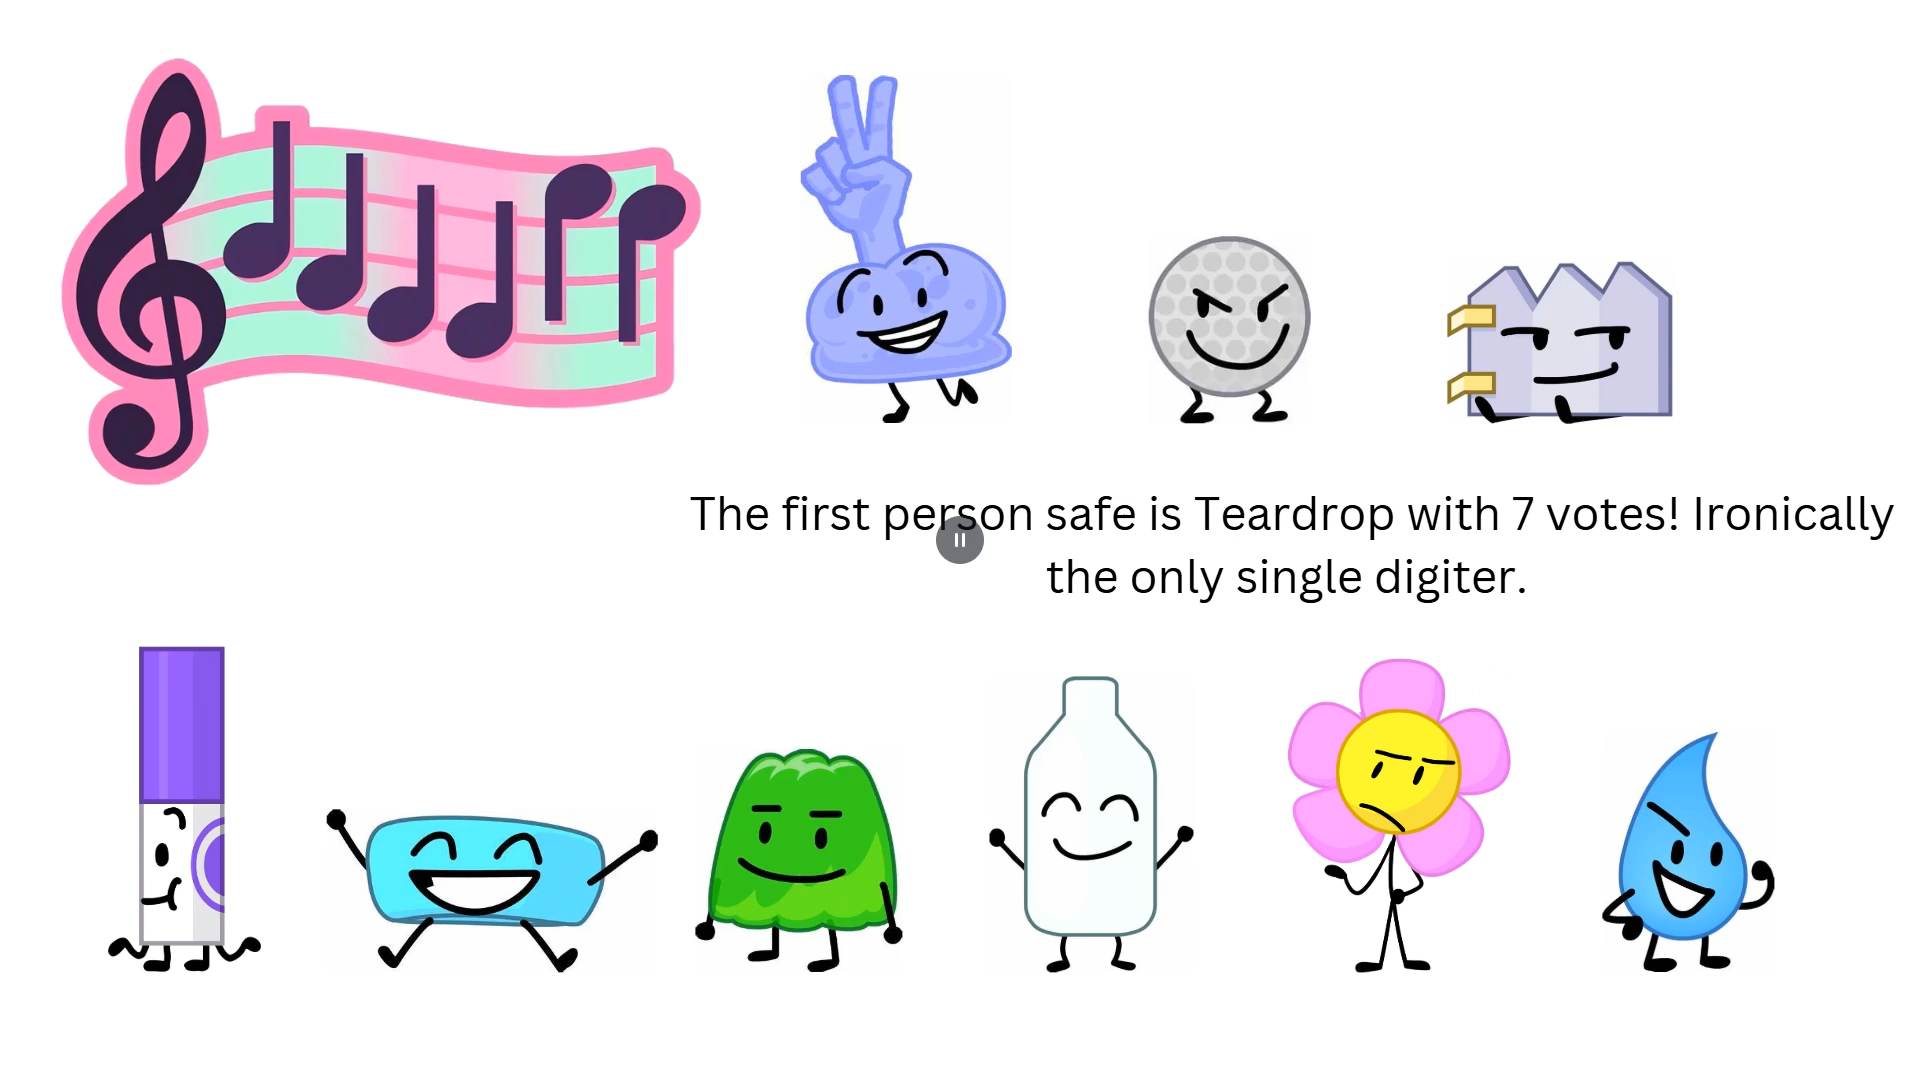 The first person safe is Teardrop with 7 votes! Ironically
the only single digiter.